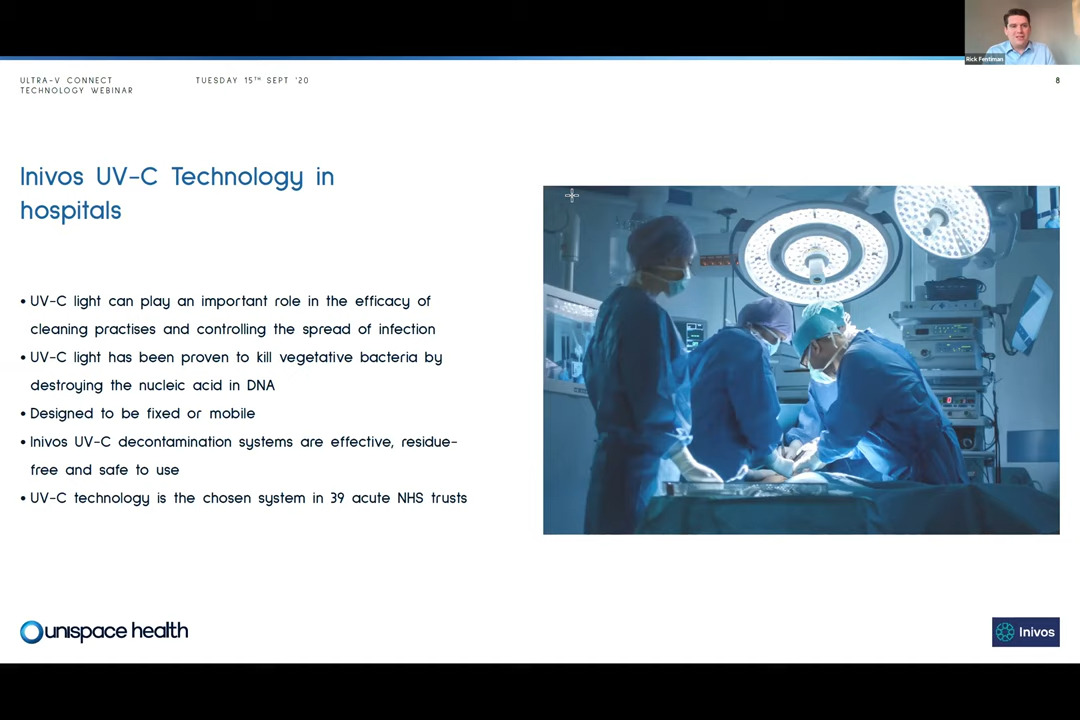 Rick Fentiman
ULTRA-V CONNECT
TECHNOLOGY WEBINAR
TUESDAY 15TH SEPT '20
8
Inivos UV-C Technology in
hospitals
• UV-C light can play an important role in the efficacy of
cleaning practises and controlling the spread of infection
• UV-C light has been proven to kill vegetative bacteria by
destroying the nucleic acid in DNA
• Designed to be fixed or mobile
• Inivos UV-C decontamination systems are effective, residue-
free and safe to use
• UV-C technology is the chosen system in 39 acute NHS trusts
unispace health
Inivos